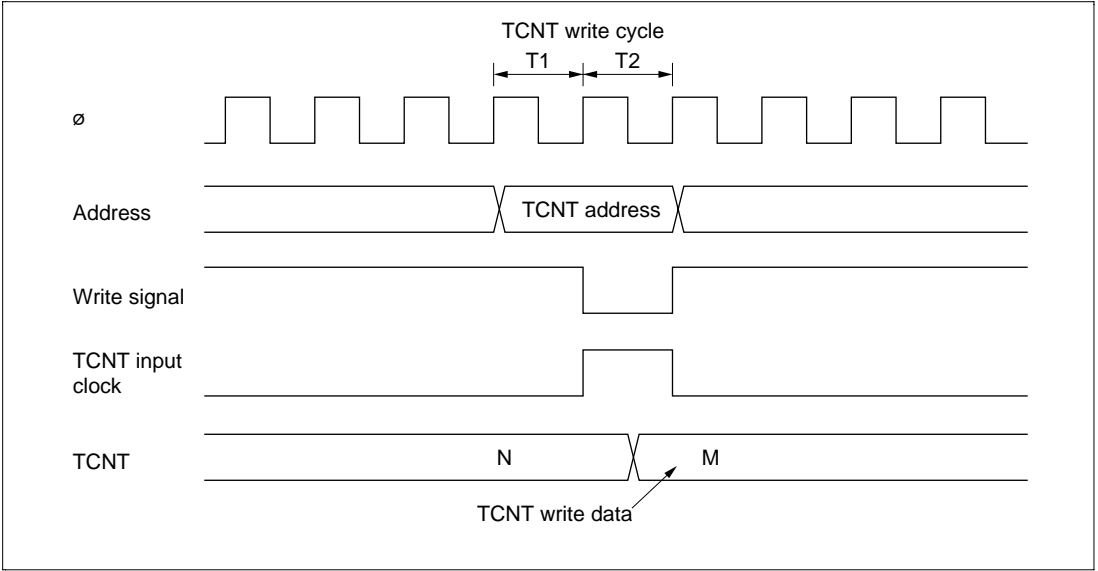 TCNT write cycle
T1 T2
ø
Address
TCNT address
Write signal
TCNT input
clock
TCNT
N
M
TCNT write data